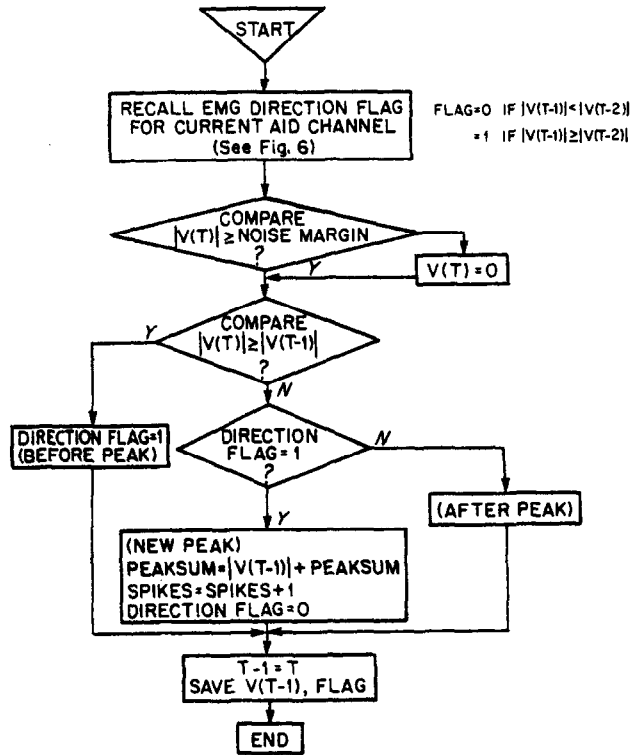 START
RECALL EMG DIRECTION FLAG
FOR CURRENT AID CHANNEL
(See Fig. 6)
FLAG=0 IF |V(T-1)|<|V(T-2)|
=1 IF |V(T-1)|≥|V(T-2)|
COMPARE
|V(T)|≥NOISE MARGIN
?
Y
V(T)=0
COMPARE
|V(T)|≥|V(T-1)|
?
Y
N
DIRECTION FLAG=1
(BEFORE PEAK)
DIRECTION
FLAG=1
?
N
Y
(AFTER PEAK)
(NEW PEAK)
PEAKSUM=|V(T-1)|+PEAKSUM
SPIKES=SPIKES+1
DIRECTION FLAG=0
T-1=T
SAVE V(T-1), FLAG
END